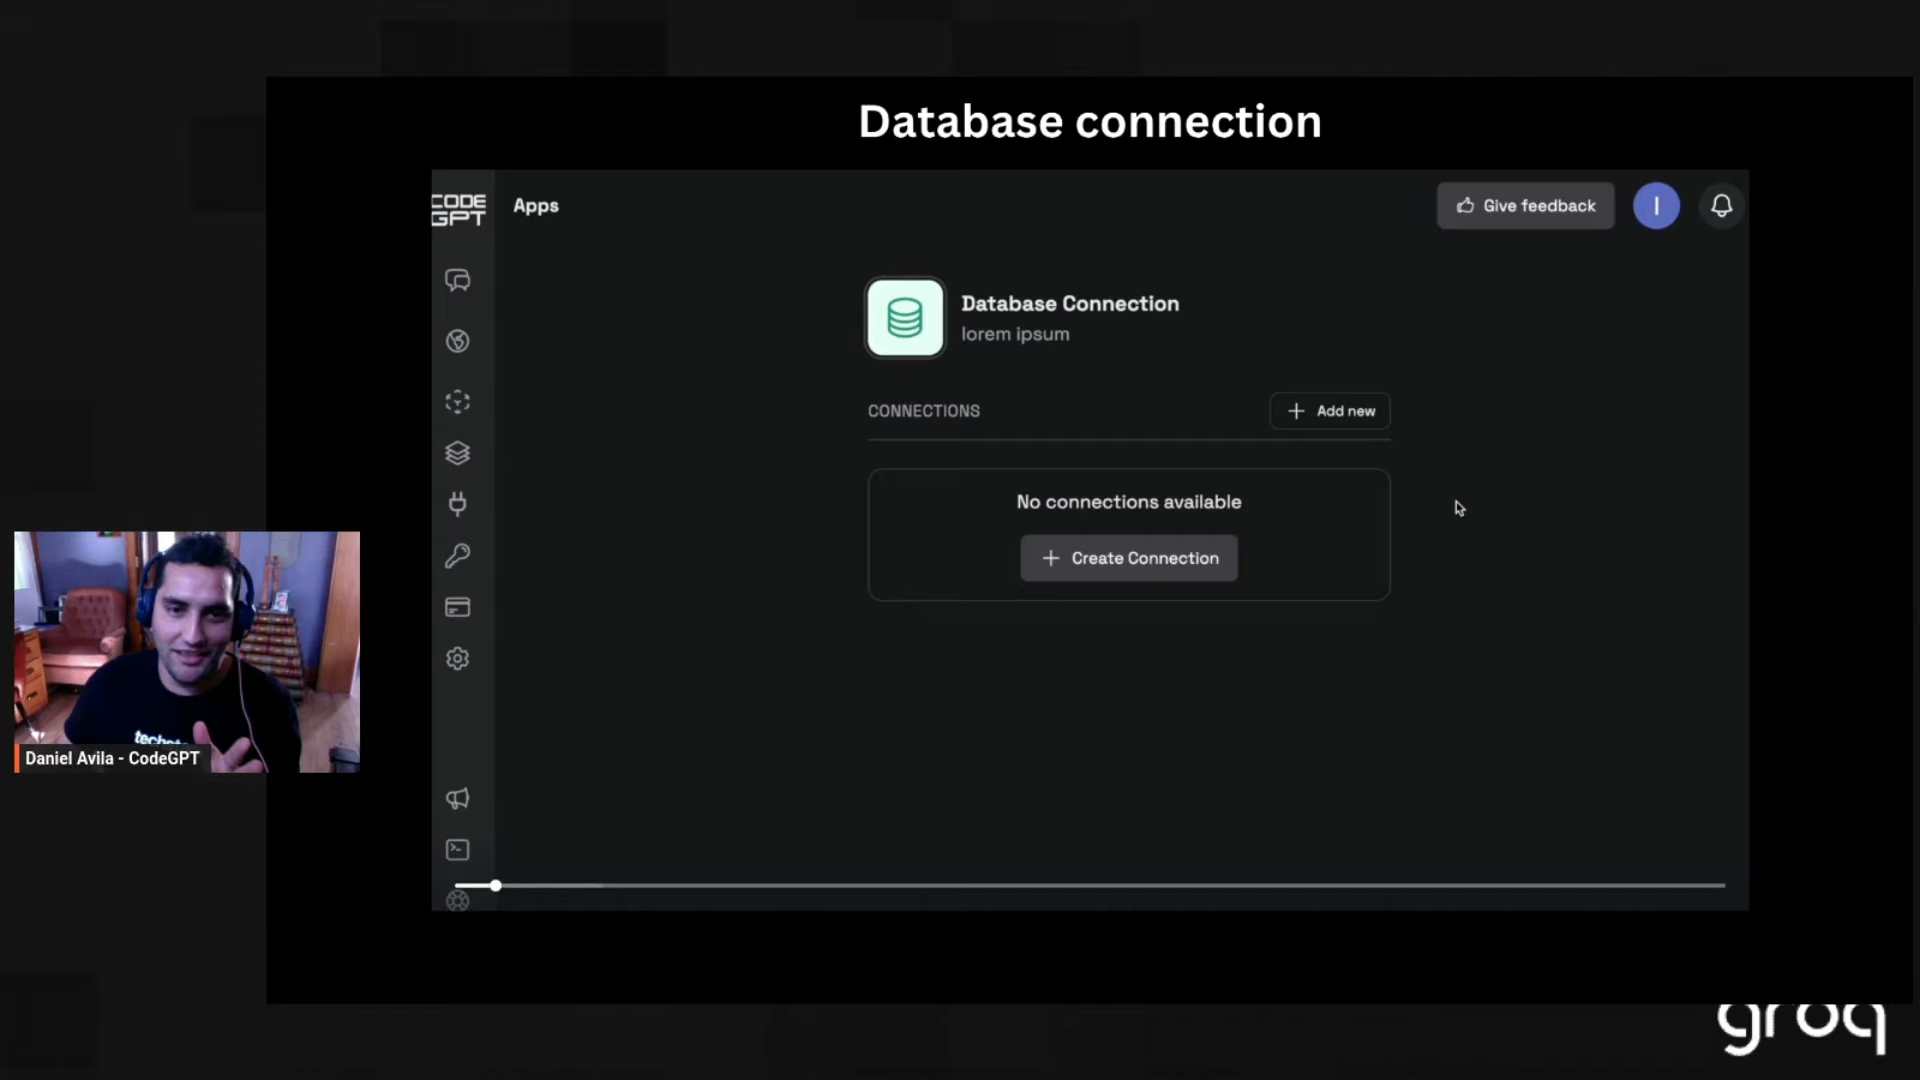 Database connection
CODE
GPT
Apps
Give feedback
I
Database Connection
lorem ipsum
CONNECTIONS
+ Add new
No connections available
+ Create Connection
Daniel Avila - CodeGPT
groq